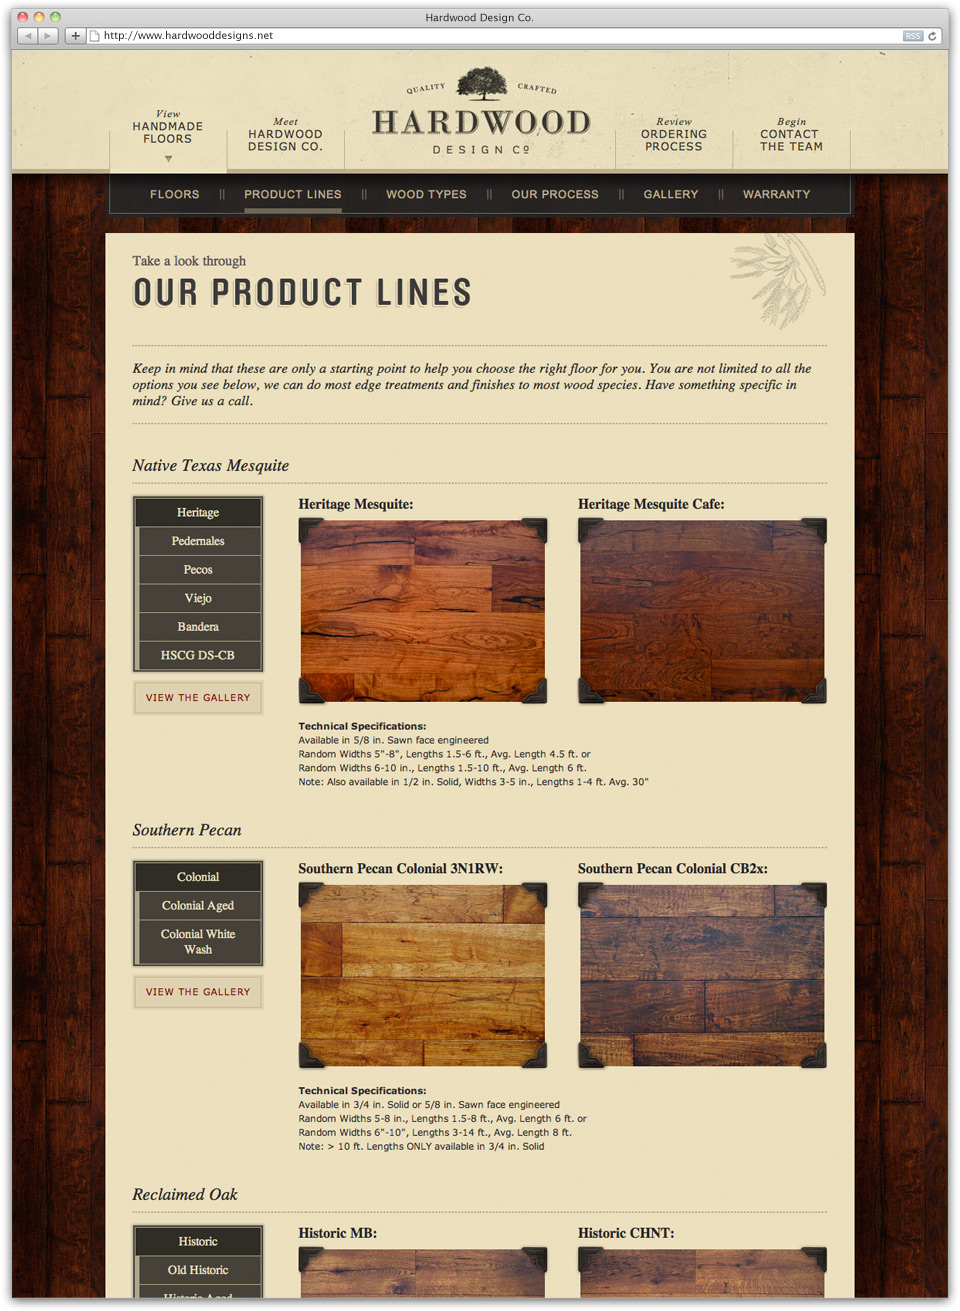 Hardwood Design Co.
http://www.hardwooddesigns.net
RSS
View
HANDMADE
FLOORS
Meet
HARDWOOD
DESIGN CO.
QUALITY CRAFTED
HARDWOOD
DESIGN Cº
Review
ORDERING
PROCESS
Begin
CONTACT
THE TEAM
FLOORS || PRODUCT LINES || WOOD TYPES || OUR PROCESS || GALLERY || WARRANTY
Take a look through
OUR PRODUCT LINES
Keep in mind that these are only a starting point to help you choose the right floor for you. You are not limited to all the
options you see below, we can do most edge treatments and finishes to most wood species. Have something specific in
mind? Give us a call.
Native Texas Mesquite
Heritage
Pedernales
Pecos
Viejo
Bandera
HSCG DS-CB
VIEW THE GALLERY
Heritage Mesquite:
Heritage Mesquite Cafe:
Technical Specifications:
Available in 5/8 in. Sawn face engineered
Random Widths 5"-8", Lengths 1.5-6 ft., Avg. Length 4.5 ft. or
Random Widths 6-10 in., Lengths 1.5-10 ft., Avg. Length 6 ft.
Note: Also available in 1/2 in. Solid, Widths 3-5 in., Lengths 1-4 ft. Avg. 30"
Southern Pecan
Colonial
Colonial Aged
Colonial White
Wash
VIEW THE GALLERY
Southern Pecan Colonial 3N1RW:
Southern Pecan Colonial CB2x:
Technical Specifications:
Available in 3/4 in. Solid or 5/8 in. Sawn face engineered
Random Widths 5-8 in., Lengths 1.5-8 ft., Avg. Length 6 ft. or
Random Widths 6"-10", Lengths 3-14 ft., Avg. Length 8 ft.
Note: > 10 ft. Lengths ONLY available in 3/4 in. Solid
Reclaimed Oak
Historic
Old Historic
Historic Aged
Historic MB:
Historic CHNT: